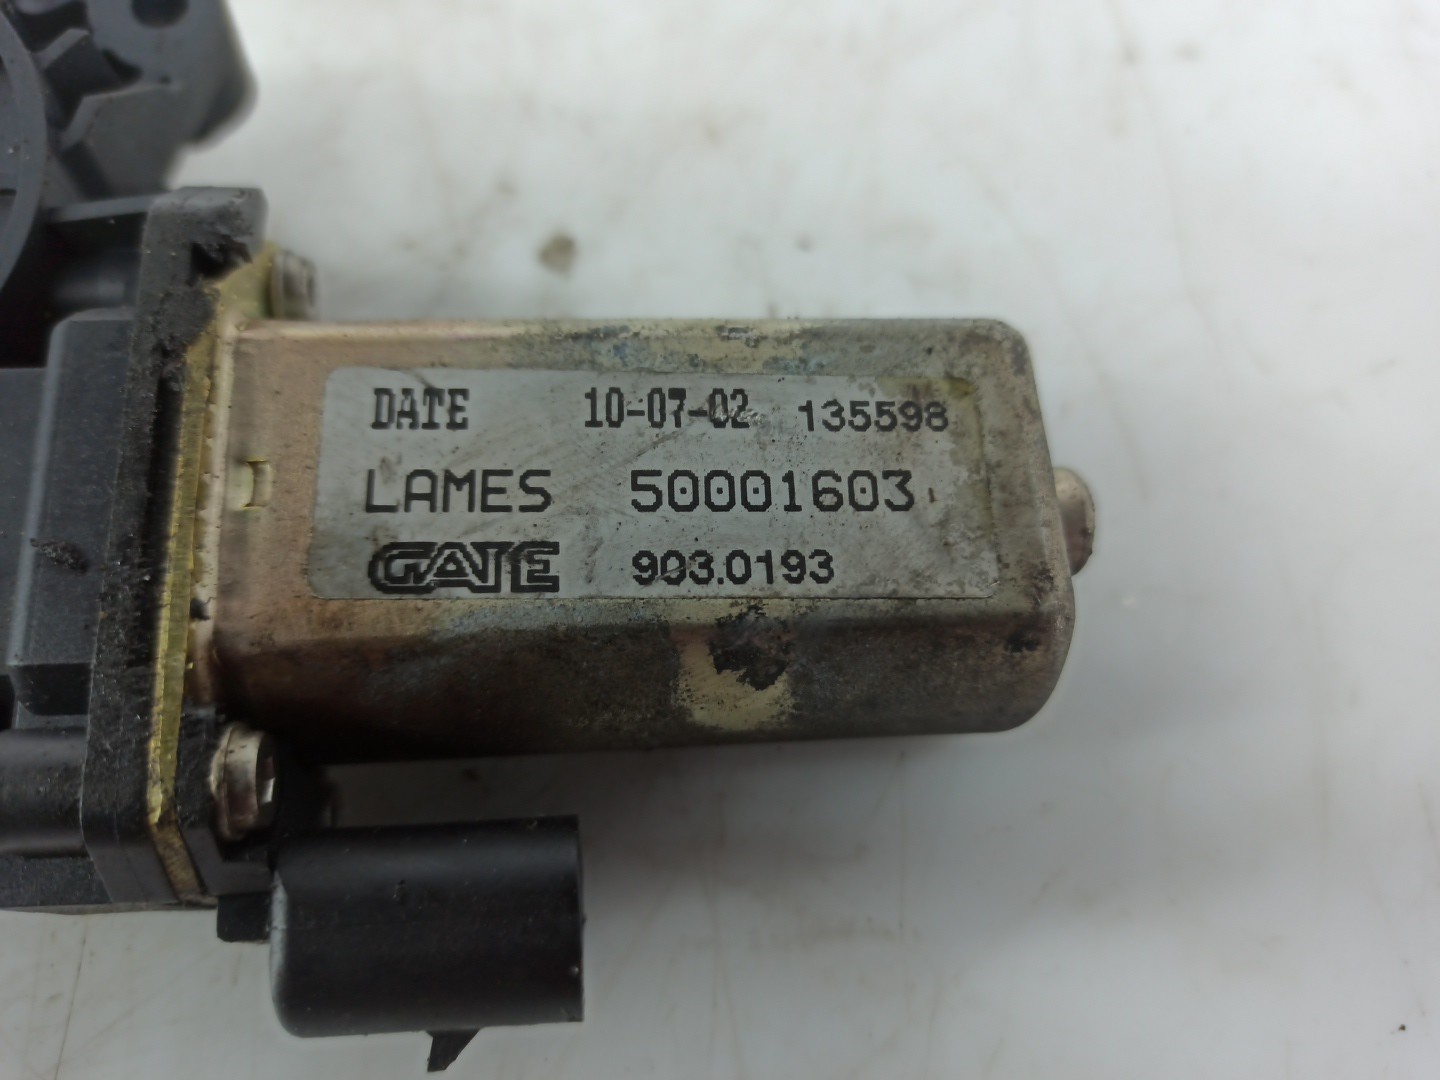 DATE 10-07-02 135598
LAMES 50001603
GATE 903.0193